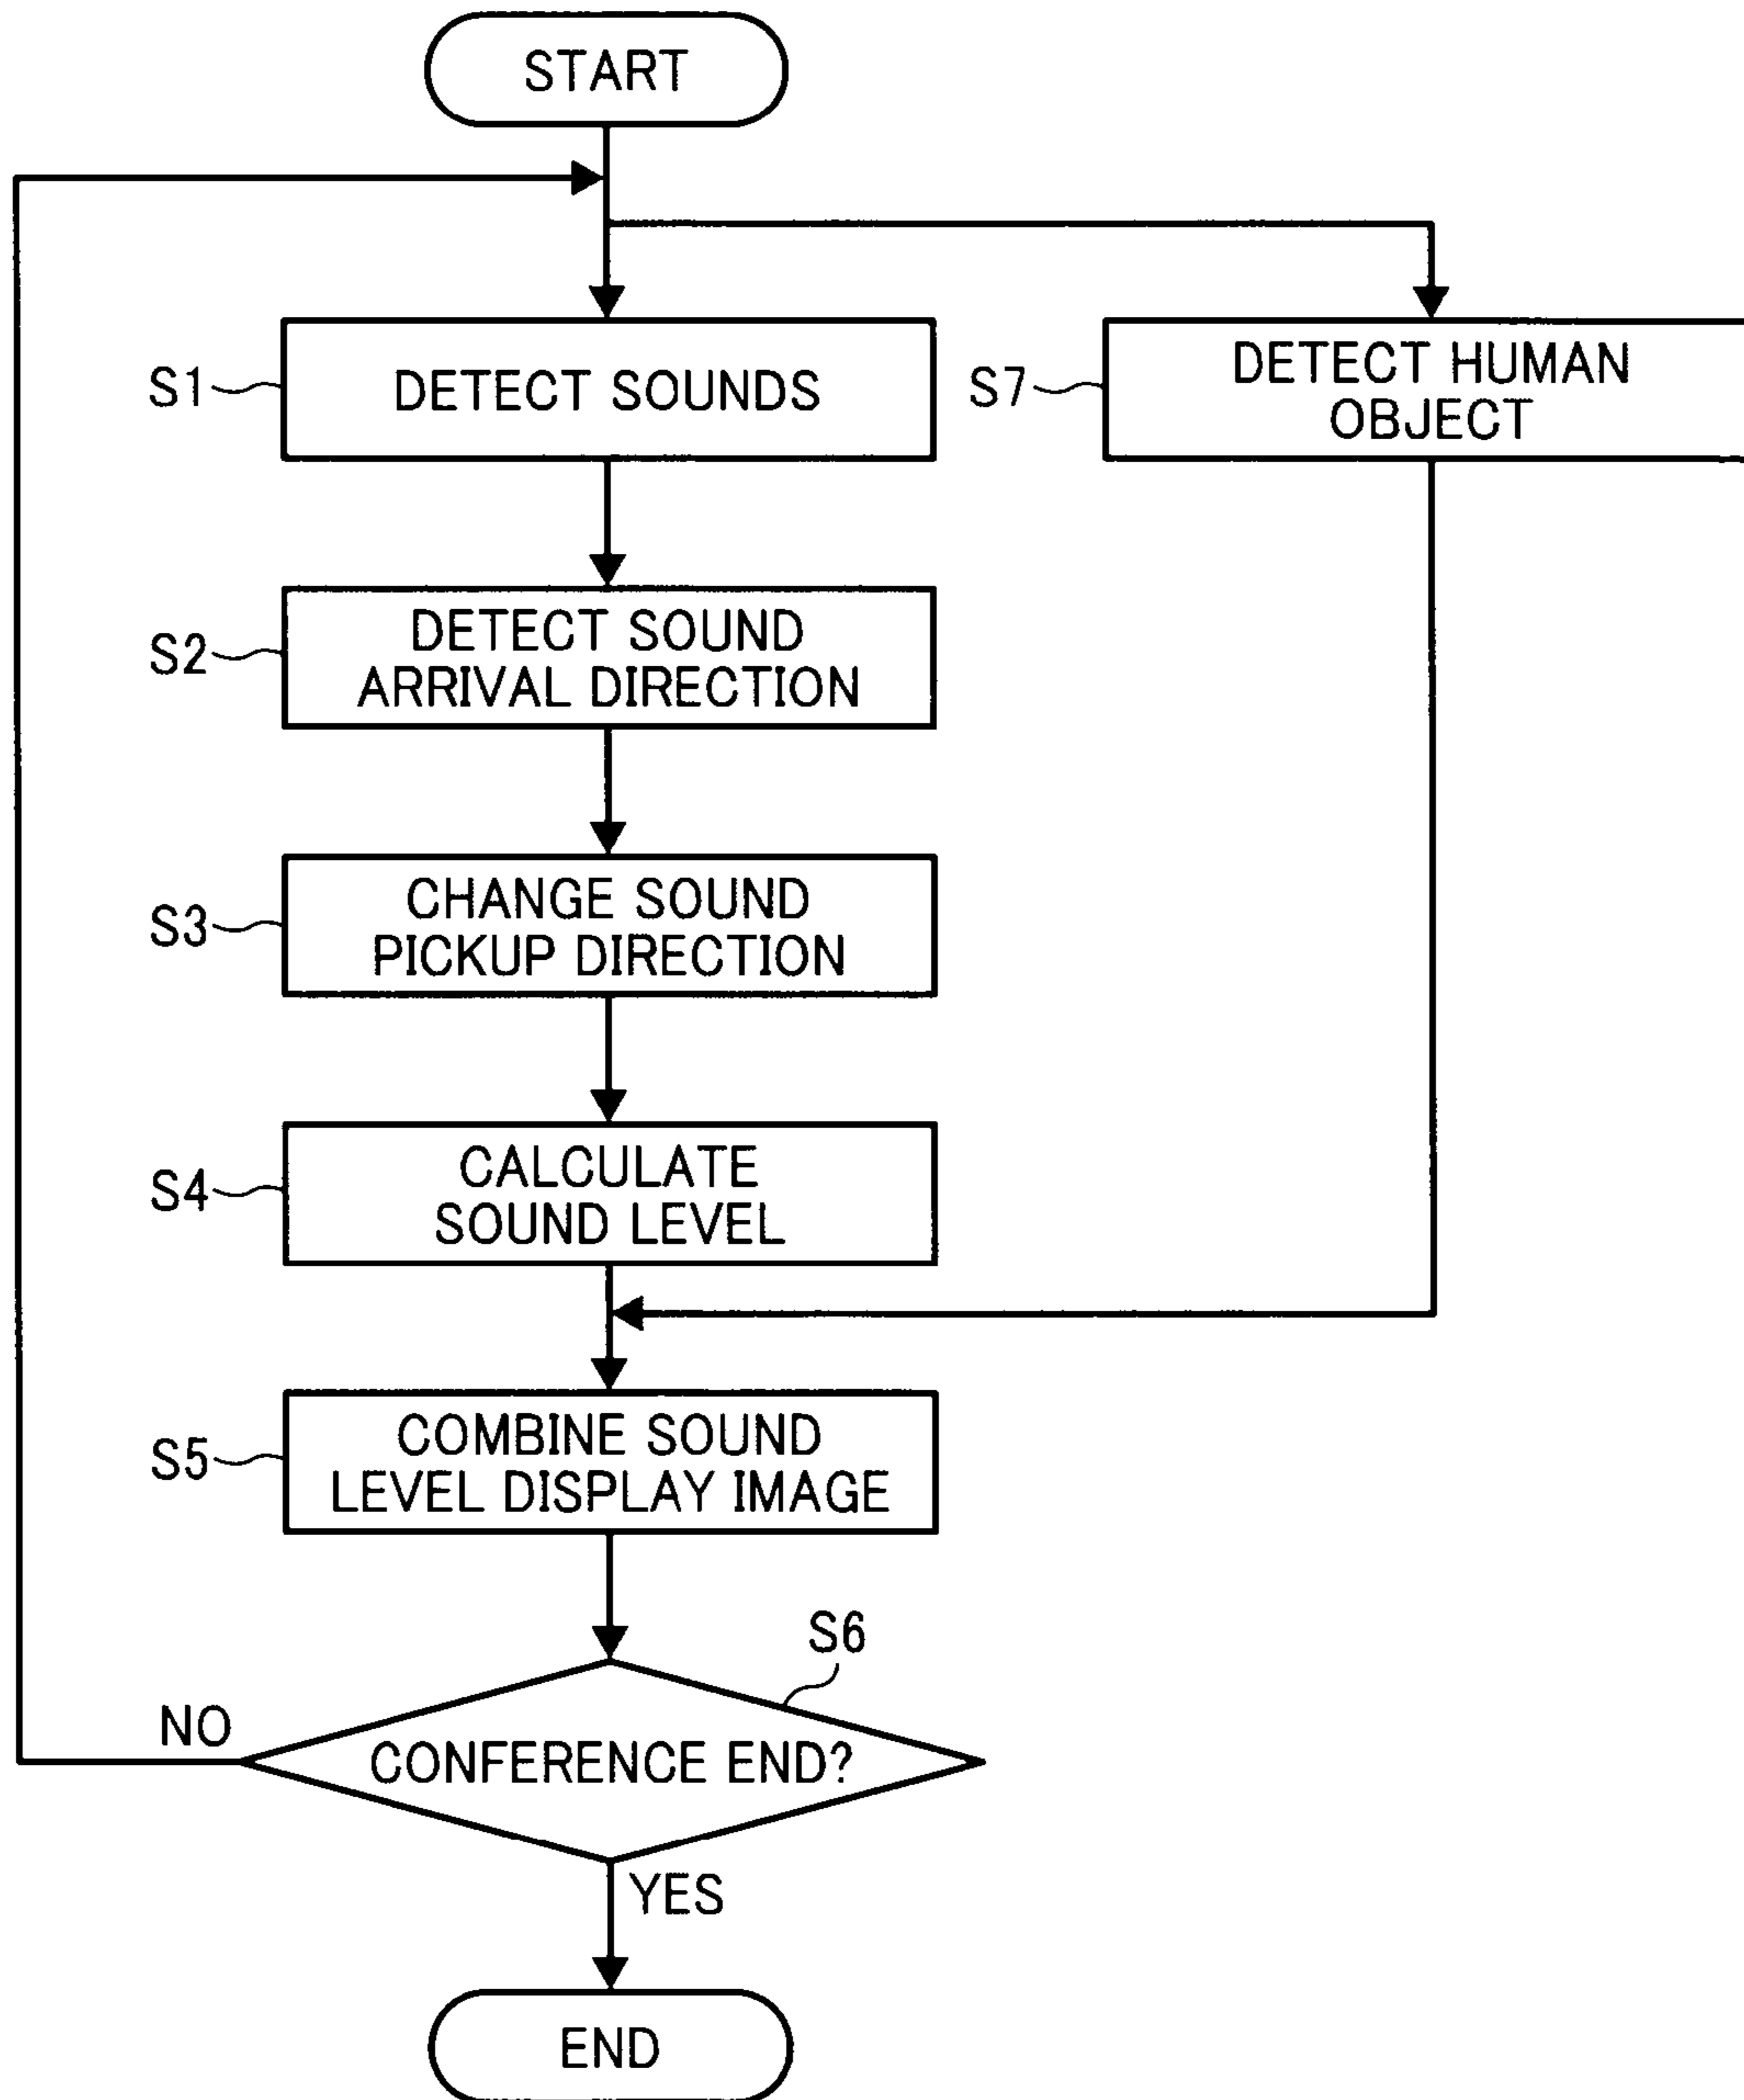 START
S1
DETECT SOUNDS
S7
DETECT HUMAN
OBJECT
S2
DETECT SOUND
ARRIVAL DIRECTION
S3
CHANGE SOUND
PICKUP DIRECTION
S4
CALCULATE
SOUND LEVEL
S5
COMBINE SOUND
LEVEL DISPLAY IMAGE
S6
NO
CONFERENCE END?
YES
END